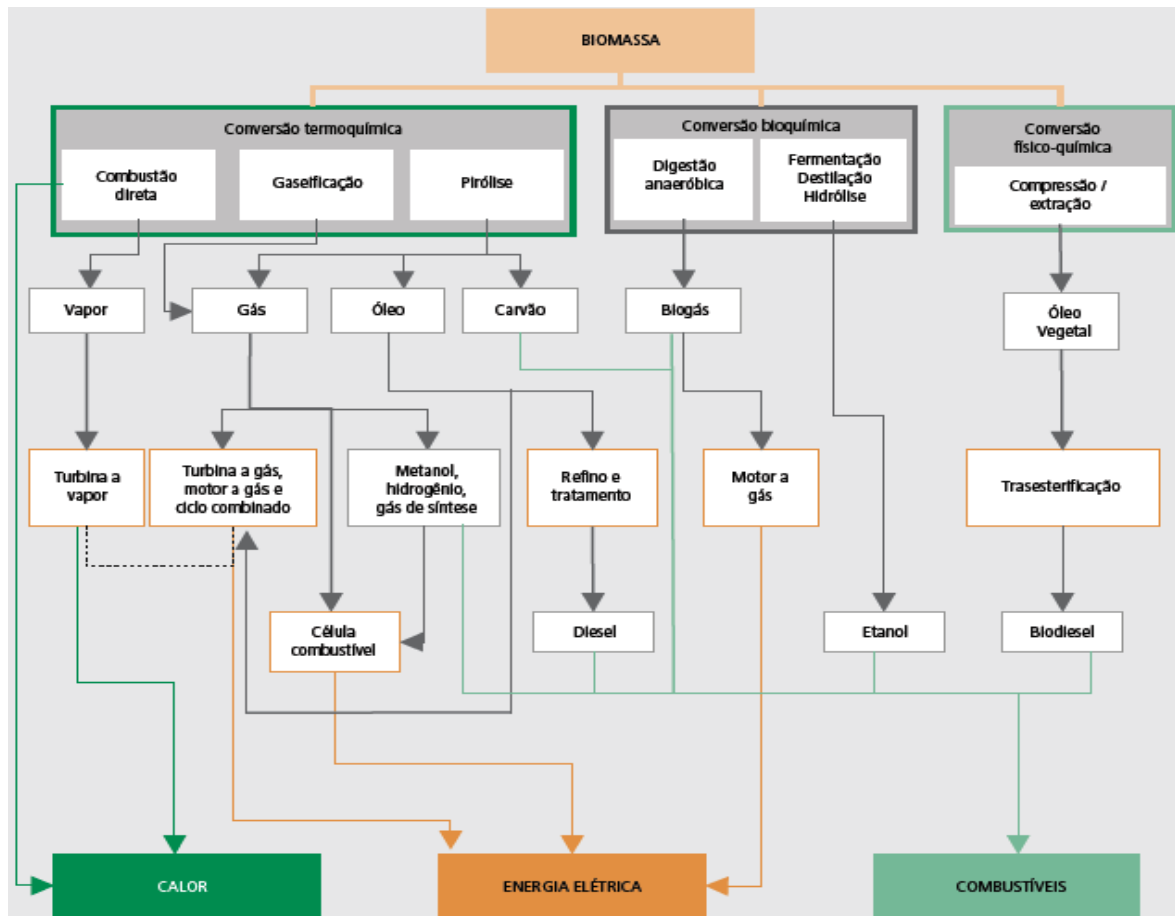 BIOMASSA
Conversão termoquímica
Combustão
direta
Gaseificação
Pirólise
Conversão bioquímica
Digestão
anaeróbica
Fermentação
Destilação
Hidrólise
Conversão
físico-química
Compressão /
extração
Vapor
Gás
Óleo
Carvão
Biogás
Óleo
Vegetal
Turbina a
vapor
Turbina a gás,
motor a gás e
ciclo combinado
Metanol,
hidrogênio,
gás de síntese
Refino e
tratamento
Motor a
gás
Trasesterificação
Célula
combustível
Diesel
Etanol
Biodiesel
CALOR
ENERGIA ELÉTRICA
COMBUSTÍVEIS